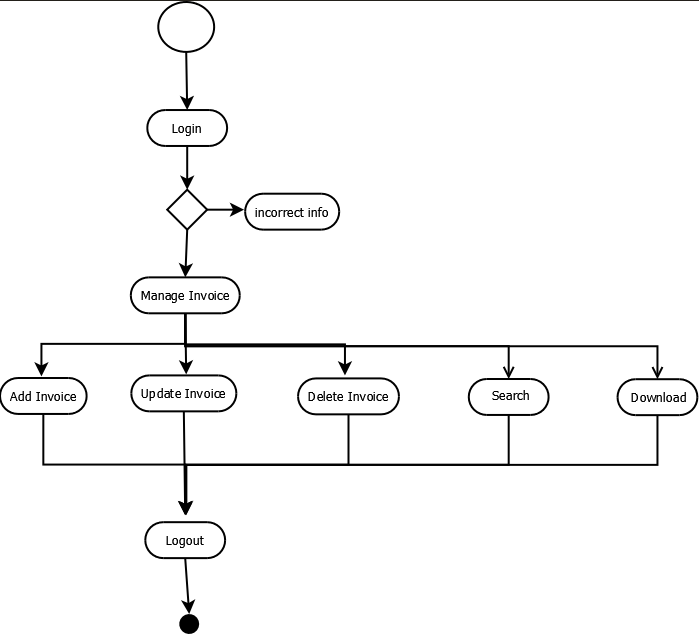 Login
incorrect info
Manage Invoice
Add Invoice
Update Invoice
Delete Invoice
Search
Download
Logout